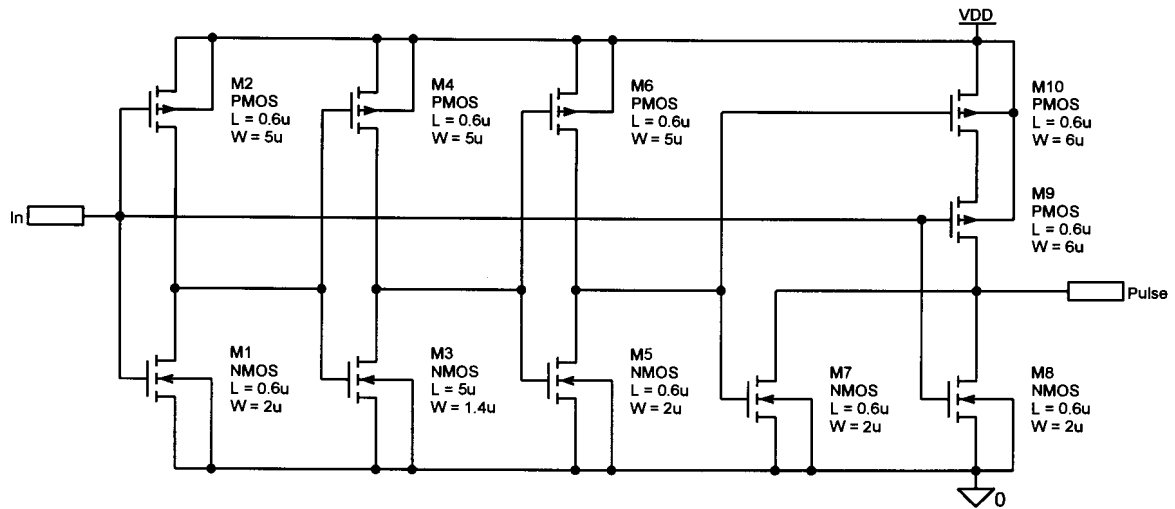 VDD
M2
PMOS
L = 0.6u
W = 5u
M4
PMOS
L = 0.6u
W = 5u
M6
PMOS
L = 0.6u
W = 5u
M10
PMOS
L = 0.6u
W = 6u
M9
PMOS
L = 0.6u
W = 6u
In
Pulse
M1
NMOS
L = 0.6u
W = 2u
M3
NMOS
L = 5u
W = 1.4u
M5
NMOS
L = 0.6u
W = 2u
M7
NMOS
L = 0.6u
W = 2u
M8
NMOS
L = 0.6u
W = 2u
0